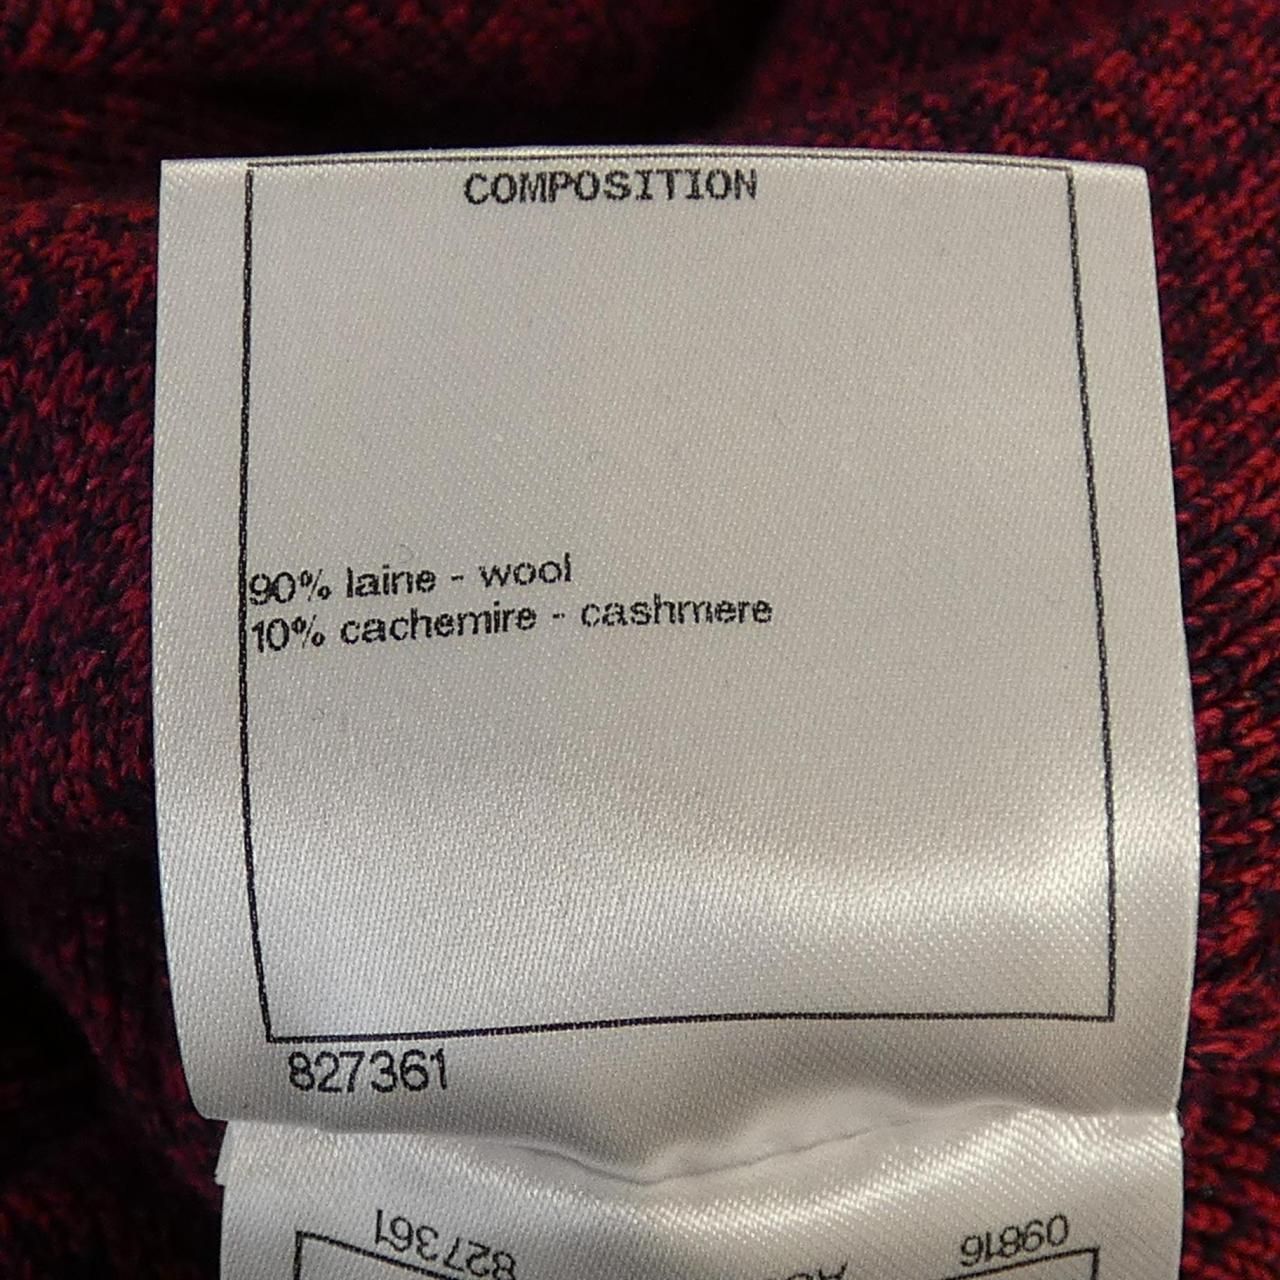 COMPOSITION
90% laine - wool
10% cachemire - cashmere
827361
827361
09816